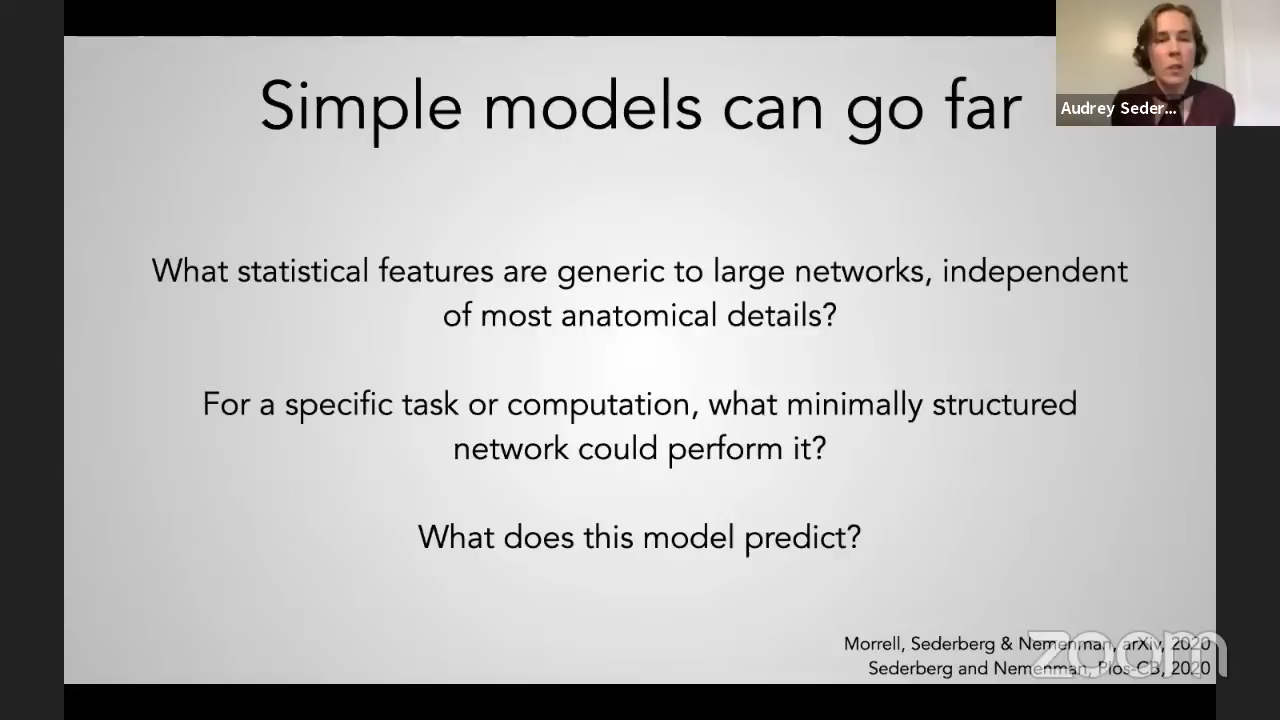 Simple models can go far
Audrey Seder...
What statistical features are generic to large networks, independent
of most anatomical details?
For a specific task or computation, what minimally structured
network could perform it?
What does this model predict?
Morrell, Sederberg & Nemenman, arXiv, 2020
Sederberg and Nemenman, Plos-CB, 2020
zoom